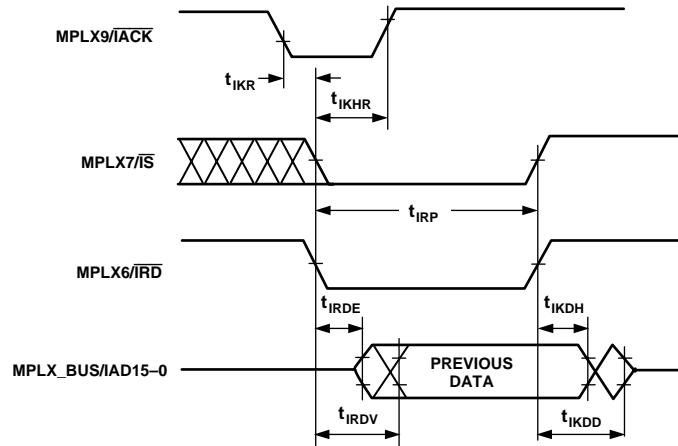 MPLX9/IACK
tIKR
tIKHR
MPLX7/IS
tIRP
MPLX6/IRD
tIRDE
tIKDH
MPLX_BUS/IAD15–0
PREVIOUS
DATA
tIRDV
tIKDD